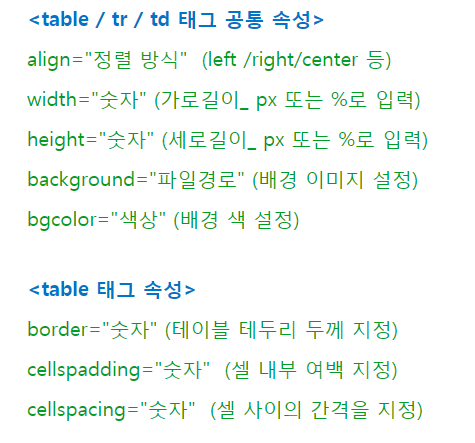 <table / tr / td 태그 공통 속성>
align="정렬 방식"  (left /right/center 등)
width="숫자" (가로길이_ px 또는 %로 입력)
height="숫자" (세로길이_ px 또는 %로 입력)
background="파일경로" (배경 이미지 설정)
bgcolor="색상" (배경 색 설정)
<table 태그 속성>
border="숫자" (테이블 테두리 두께 지정)
cellspadding="숫자"  (셀 내부 여백 지정)
cellspacing="숫자"  (셀 사이의 간격을 지정)